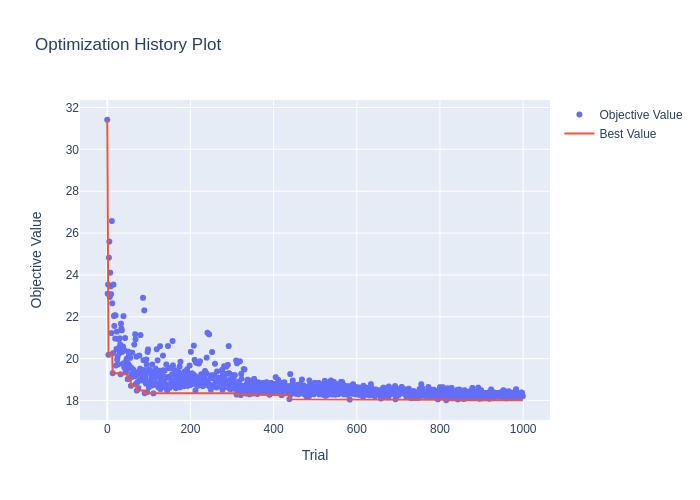 Optimization History Plot
Objective Value
Best Value
32
30
28
26
24
22
20
18
Objective Value
0
200
400
600
800
1000
Trial